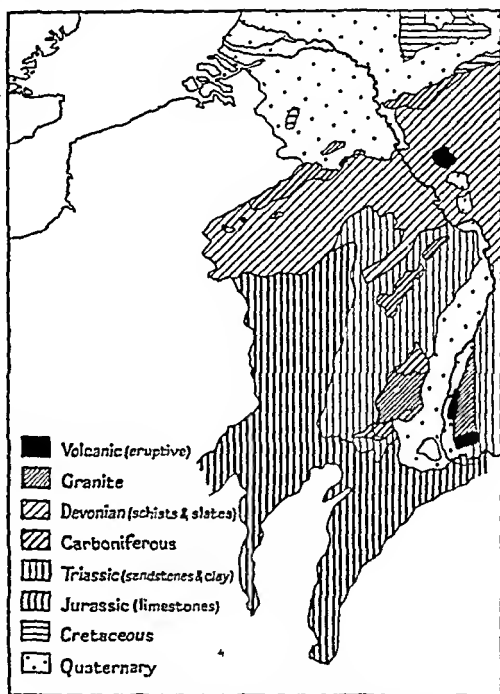 Volcanic (eruptive)
Granite
Devonian (schists & slates)
Carboniferous
Triassic (sandstones & clay)
Jurassic (limestones)
Cretaceous
Quaternary